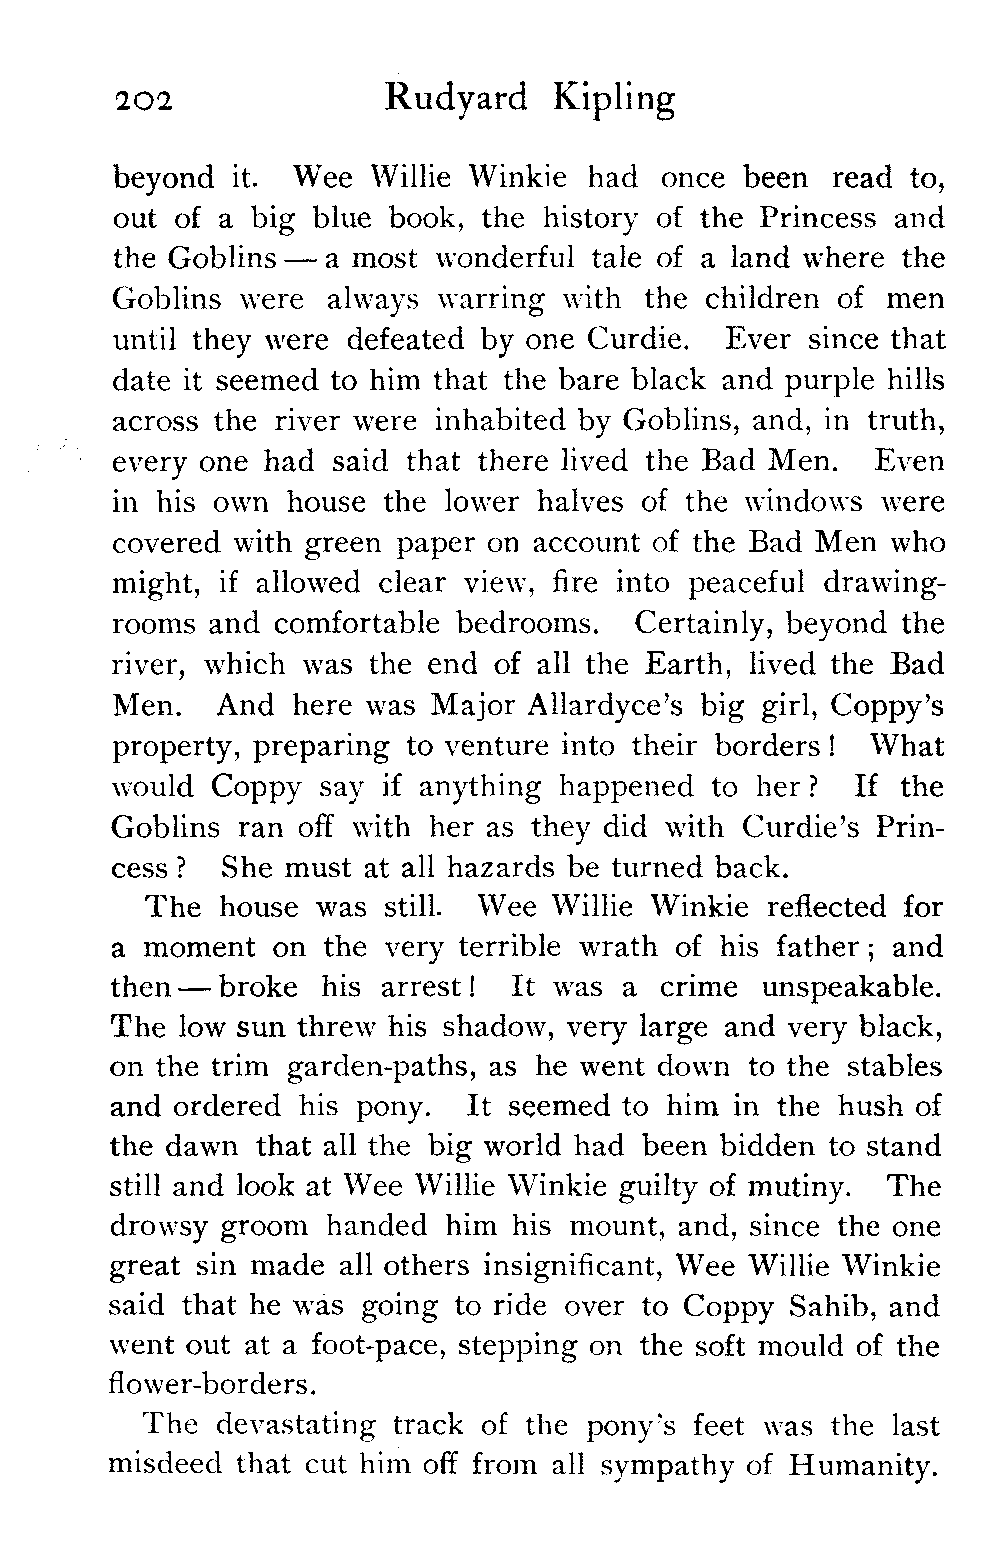 202 Rudyard Kipling
beyond it. Wee Willie Winkie had once been read to,
out of a big blue book, the history of the Princess and
the Goblins — a most wonderful tale of a land where the
Goblins were always warring with the children of men
until they were defeated by one Curdie. Ever since that
date it seemed to him that the bare black and purple hills
across the river were inhabited by Goblins, and, in truth,
every one had said that there lived the Bad Men. Even
in his own house the lower halves of the windows were
covered with green paper on account of the Bad Men who
might, if allowed clear view, fire into peaceful drawing-
rooms and comfortable bedrooms. Certainly, beyond the
river, which was the end of all the Earth, lived the Bad
Men. And here was Major Allardyce's big girl, Coppy's
property, preparing to venture into their borders! What
would Coppy say if anything happened to her? If the
Goblins ran off with her as they did with Curdie's Prin-
cess? She must at all hazards be turned back.
The house was still. Wee Willie Winkie reflected for
a moment on the very terrible wrath of his father; and
then — broke his arrest! It was a crime unspeakable.
The low sun threw his shadow, very large and very black,
on the trim garden-paths, as he went down to the stables
and ordered his pony. It seemed to him in the hush of
the dawn that all the big world had been bidden to stand
still and look at Wee Willie Winkie guilty of mutiny. The
drowsy groom handed him his mount, and, since the one
great sin made all others insignificant, Wee Willie Winkie
said that he was going to ride over to Coppy Sahib, and
went out at a foot-pace, stepping on the soft mould of the
flower-borders.
The devastating track of the pony's feet was the last
misdeed that cut him off from all sympathy of Humanity.